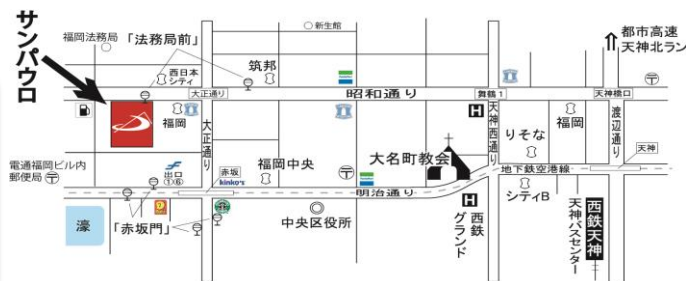 サンパウロ
福岡法務局
「法務局前」
新生館
都市高速
天神北ラン
西日本
シティ
筑邦
大正通り
昭和通り
舞鶴1
天神橋口
福岡
大正通り
天神西通り
りそな
福岡
渡辺通り
天神
電通福岡ビル内
郵便局
出口
①⑥
赤坂
kinko's
福岡中央
大名町教会
地下鉄空港線
明治通り
シティB
濠
「赤坂門」
中央区役所
西鉄
グランド
天神バスセンター
西鉄天神